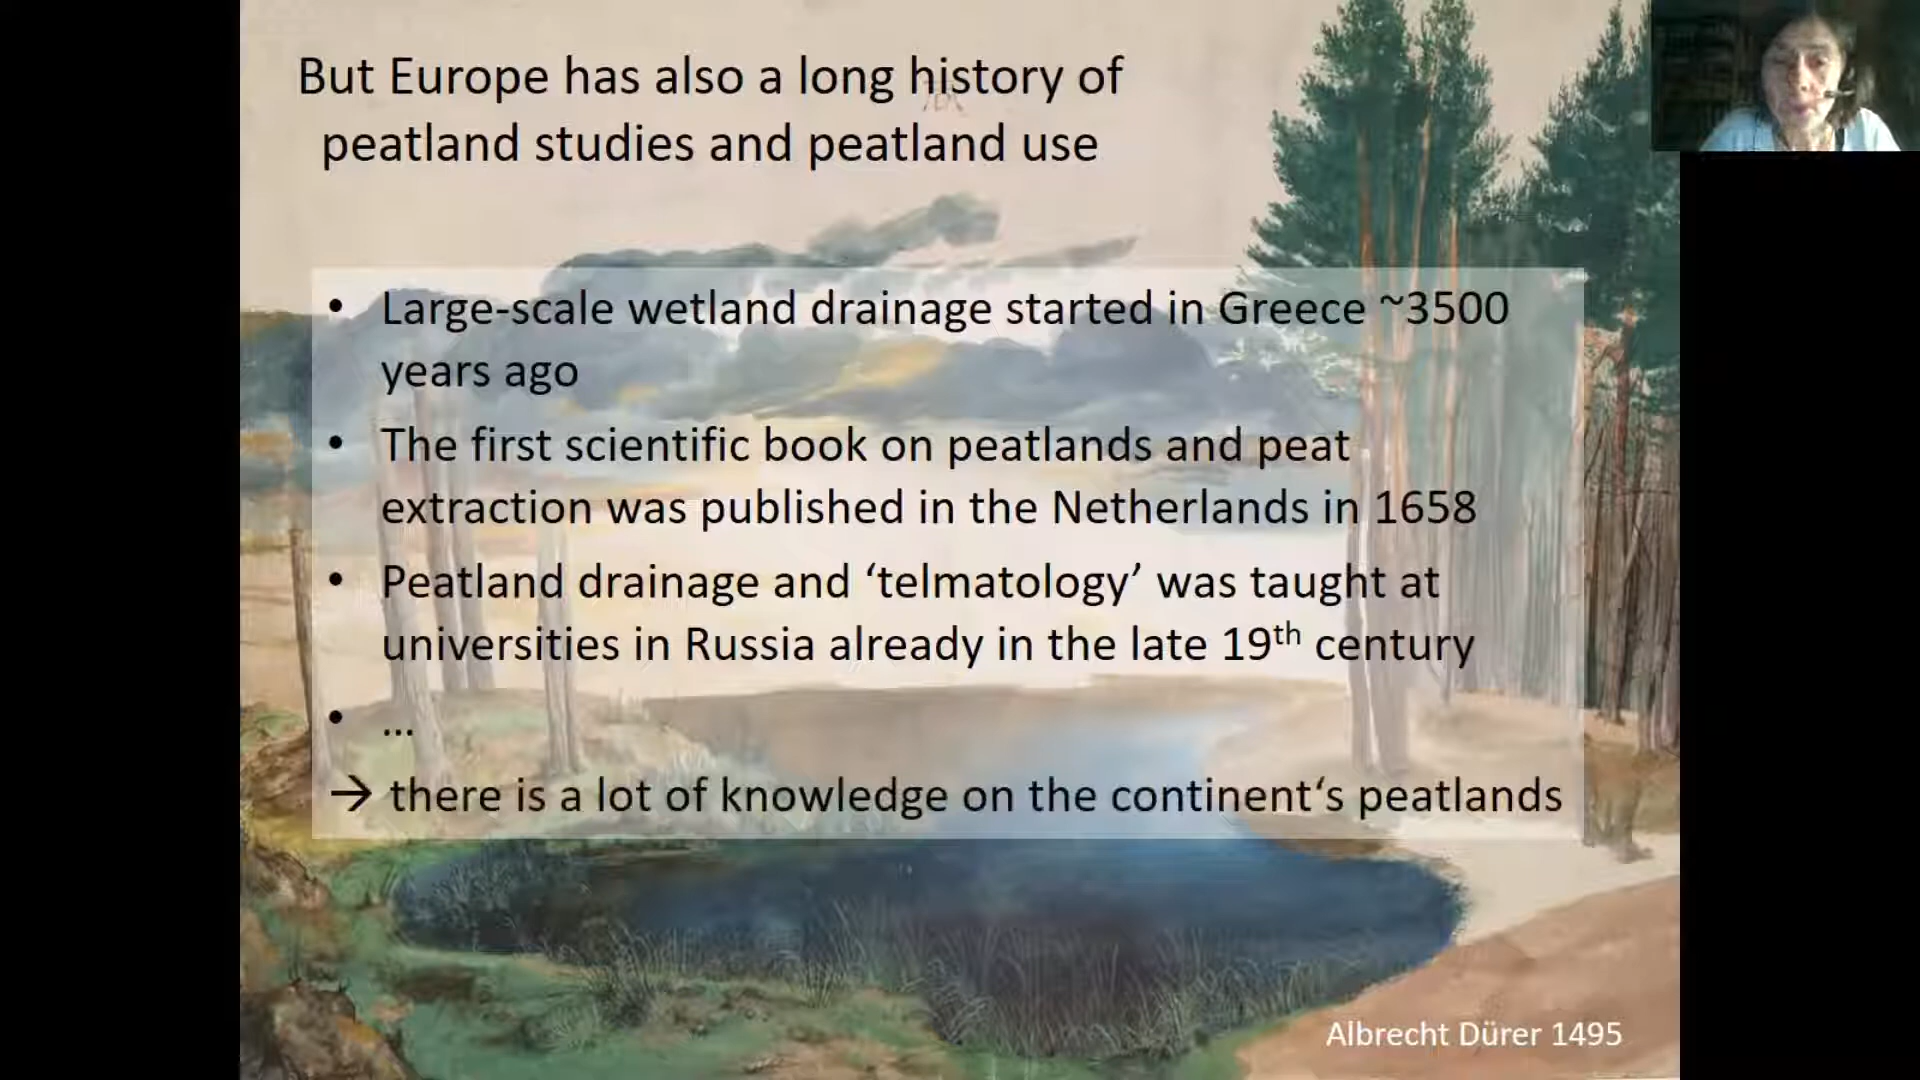 But Europe has also a long history of
peatland studies and peatland use
• Large-scale wetland drainage started in Greece ~3500
years ago
• The first scientific book on peatlands and peat
extraction was published in the Netherlands in 1658
• Peatland drainage and ‘telmatology’ was taught at
universities in Russia already in the late 19th century
• ...
→ there is a lot of knowledge on the continent‘s peatlands
Albrecht Dürer 1495